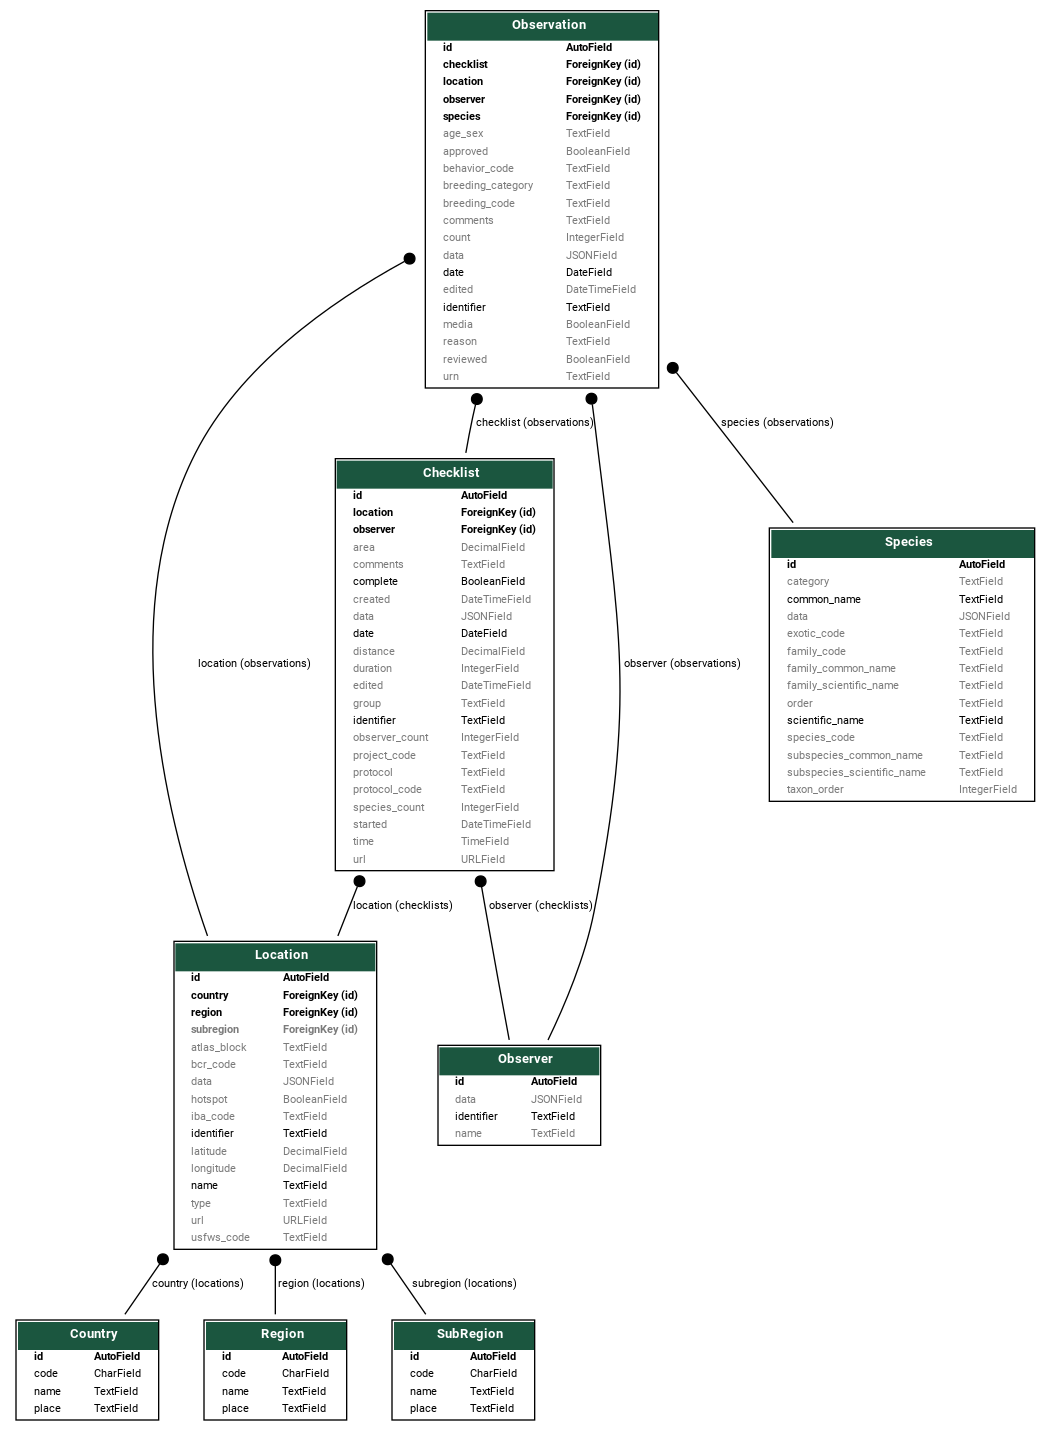 Observation
id AutoField
checklist ForeignKey (id)
location ForeignKey (id)
observer ForeignKey (id)
species ForeignKey (id)
age_sex TextField
approved BooleanField
behavior_code TextField
breeding_category TextField
breeding_code TextField
comments TextField
count IntegerField
data JSONField
date DateField
edited DateTimeField
identifier TextField
media BooleanField
reason TextField
reviewed BooleanField
urn TextField
checklist (observations)
species (observations)
Checklist
id AutoField
location ForeignKey (id)
observer ForeignKey (id)
area DecimalField
comments TextField
complete BooleanField
created DateTimeField
data JSONField
date DateField
distance DecimalField
duration IntegerField
edited DateTimeField
group TextField
identifier TextField
observer_count IntegerField
project_code TextField
protocol TextField
protocol_code TextField
species_count IntegerField
started DateTimeField
time TimeField
url URLField
Species
id AutoField
category TextField
common_name TextField
data JSONField
exotic_code TextField
family_code TextField
family_common_name TextField
family_scientific_name TextField
order TextField
scientific_name TextField
species_code TextField
subspecies_common_name TextField
subspecies_scientific_name TextField
taxon_order IntegerField
location (observations)
observer (observations)
location (checklists)
observer (checklists)
Location
id AutoField
country ForeignKey (id)
region ForeignKey (id)
subregion ForeignKey (id)
atlas_block TextField
bcr_code TextField
data JSONField
hotspot BooleanField
iba_code TextField
identifier TextField
latitude DecimalField
longitude DecimalField
name TextField
type TextField
url URLField
usfws_code TextField
Observer
id AutoField
data JSONField
identifier TextField
name TextField
country (locations)
region (locations)
subregion (locations)
Country
id AutoField
code CharField
name TextField
place TextField
Region
id AutoField
code CharField
name TextField
place TextField
SubRegion
id AutoField
code CharField
name TextField
place TextField